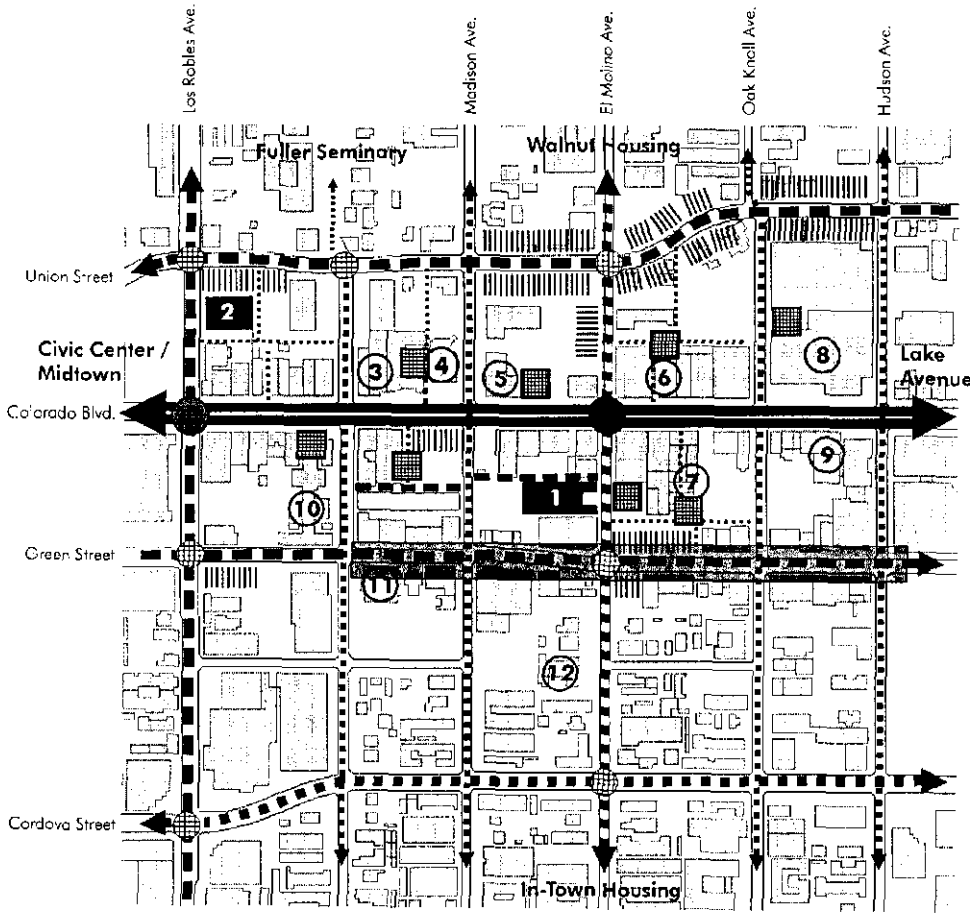 Los Robles Ave.
Madison Ave.
El Molino Ave.
Oak Knoll Ave.
Hudson Ave.
Fuller Seminary
Walnut Housing
Union Street
2
Civic Center /
Midtown
3
4
5
6
8
Lake
Avenue
Colorado Blvd.
9
7
1
10
Green Street
11
12
Cordova Street
In-Town Housing